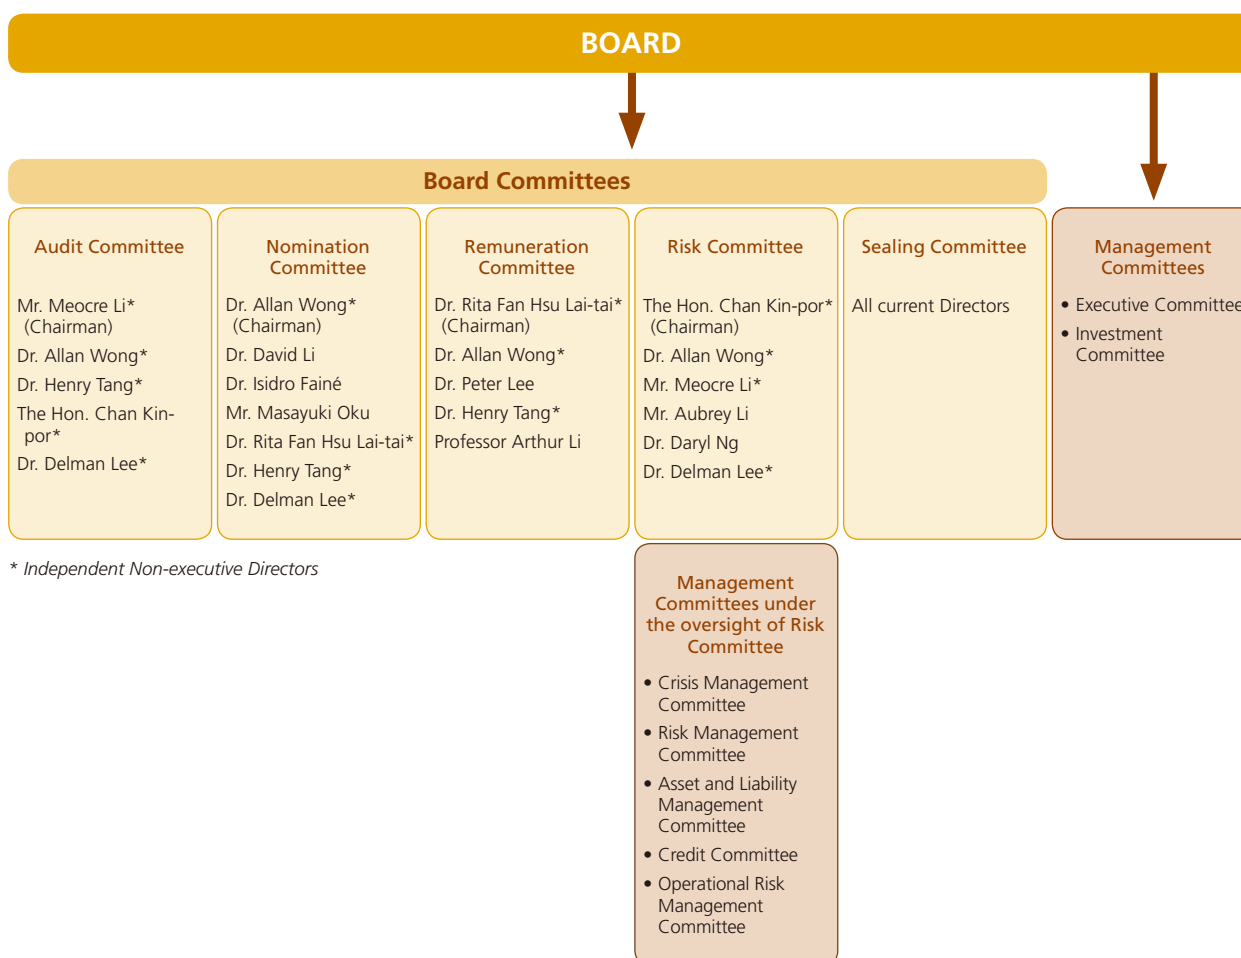 BOARD
Board Committees
Audit Committee
Mr. Meocre Li*
(Chairman)
Dr. Allan Wong*
Dr. Henry Tang*
The Hon. Chan Kin-
por*
Dr. Delman Lee*
Nomination
Committee
Dr. Allan Wong*
(Chairman)
Dr. David Li
Dr. Isidro Fainé
Mr. Masayuki Oku
Dr. Rita Fan Hsu Lai-tai*
Dr. Henry Tang*
Dr. Delman Lee*
Remuneration
Committee
Dr. Rita Fan Hsu Lai-tai*
(Chairman)
Dr. Allan Wong*
Dr. Peter Lee
Dr. Henry Tang*
Professor Arthur Li
Risk Committee
The Hon. Chan Kin-por*
(Chairman)
Dr. Allan Wong*
Mr. Meocre Li*
Mr. Aubrey Li
Dr. Daryl Ng
Dr. Delman Lee*
Sealing Committee
All current Directors
Management
Committees
• Executive Committee
• Investment
Committee
* Independent Non-executive Directors
Management
Committees under
the oversight of Risk
Committee
• Crisis Management
Committee
• Risk Management
Committee
• Asset and Liability
Management
Committee
• Credit Committee
• Operational Risk
Management
Committee